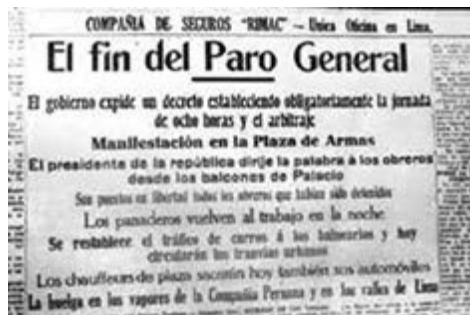 COMPAÑIA DE SEGUROS "RIMAC" – Unica Oficina en Lima.
El fin del Paro General
El gobierno expide un decreto estableciendo obligatoriamente la jornada
de ocho horas y el arbitraje
Manifestación en la Plaza de Armas
El presidente de la república dirije la palabra á los obreros
desde los balcones de Palacio
Son puestos en libertad todos los obreros que habían sido detenidos
Los panaderos vuelven al trabajo en la noche
Se restablece el tráfico de carros á los balnearios y hoy
circularán los tranvías urbanos
Los chauffeurs de plaza sacarán hoy también sus automóviles
La huelga en los vapores de la Compañía Peruana y en los valles de Lima